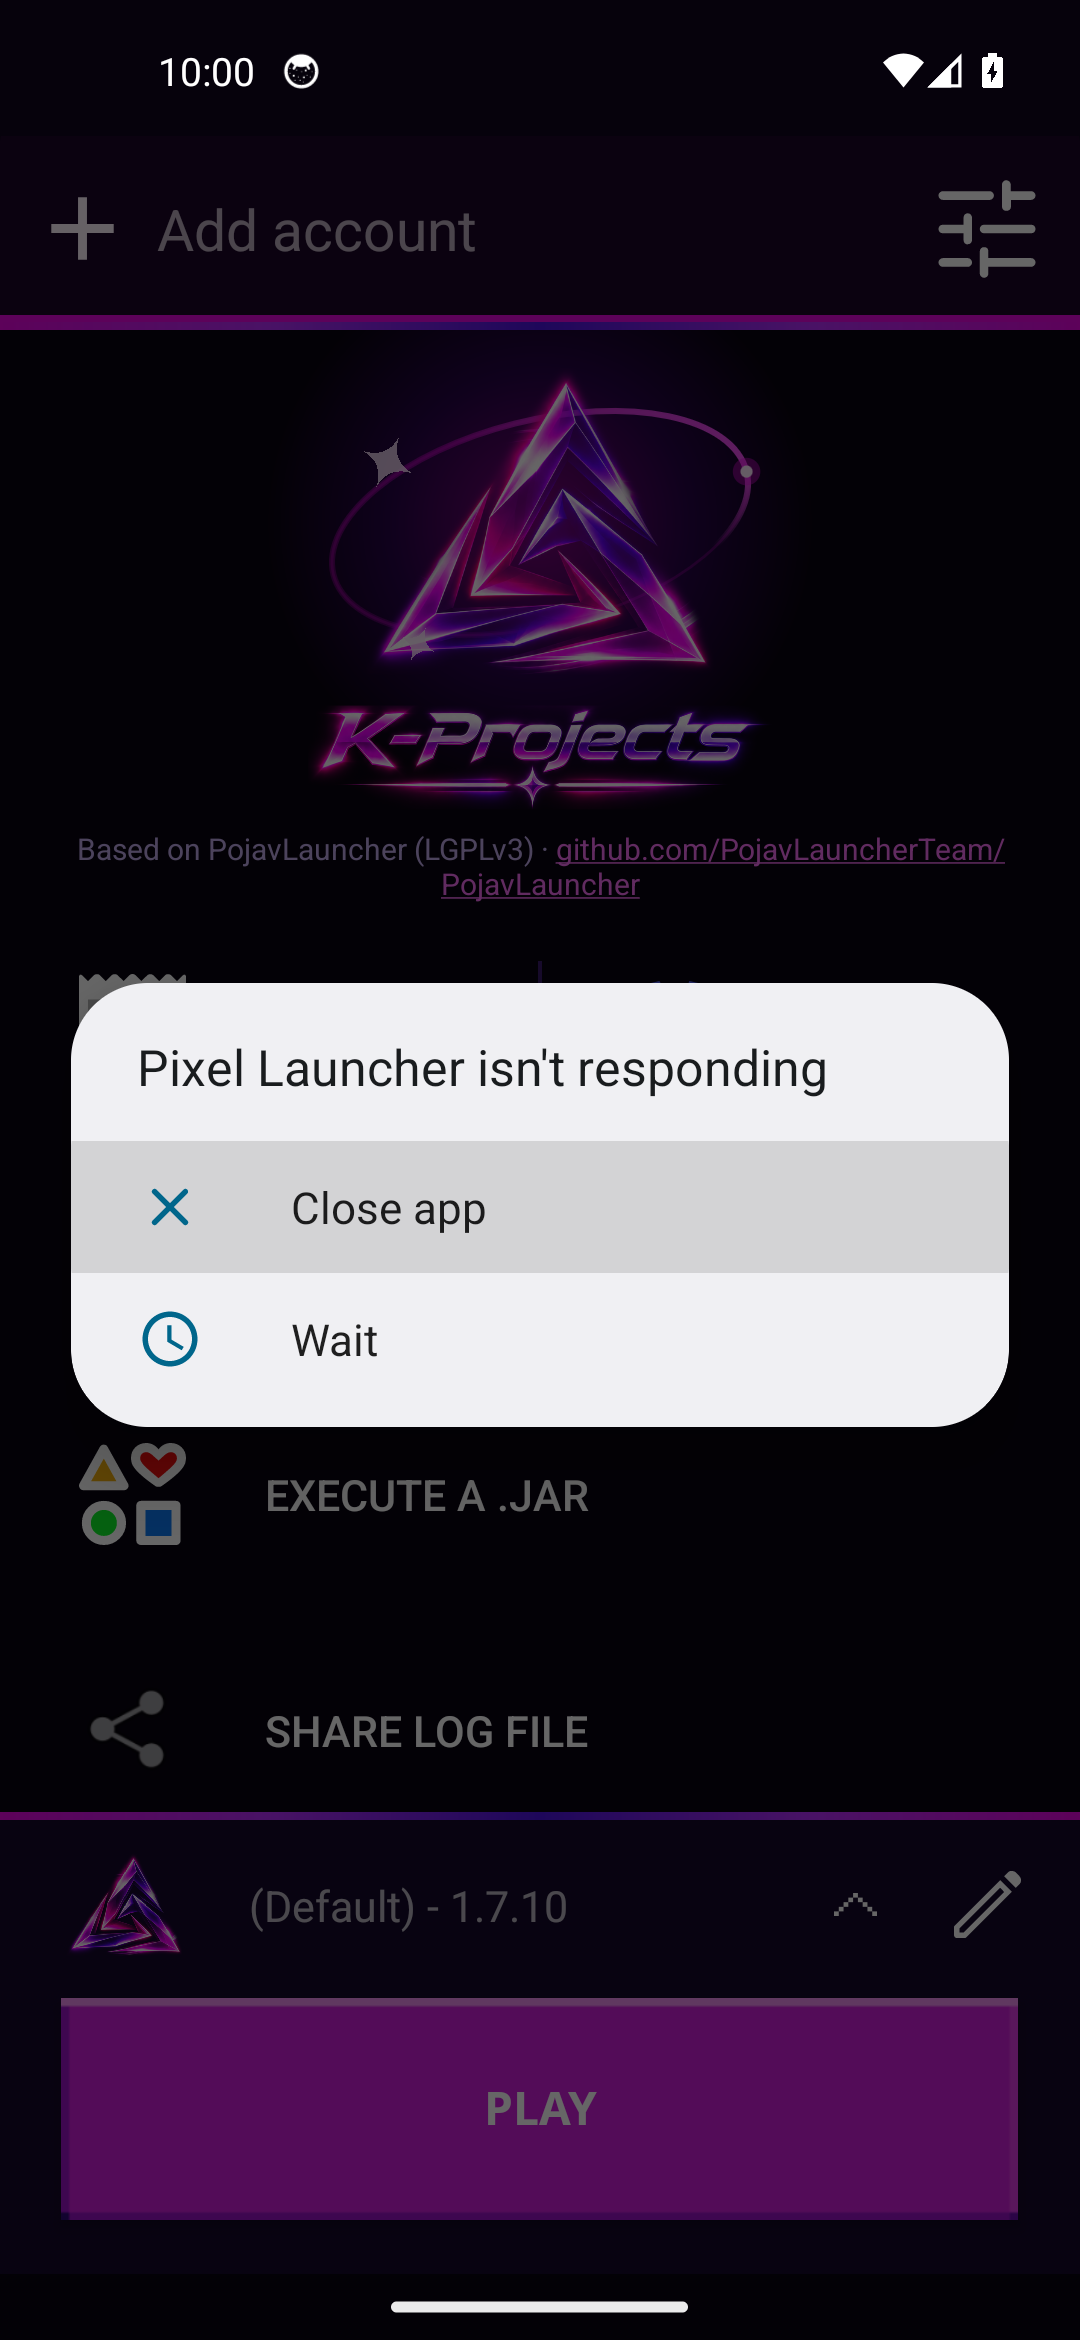 10:00
Add account
K-Projects
Based on PojavLauncher (LGPLv3) · github.com/PojavLauncherTeam/
PojavLauncher
Pixel Launcher isn't responding
Close app
Wait
EXECUTE A .JAR
SHARE LOG FILE
(Default) - 1.7.10
PLAY